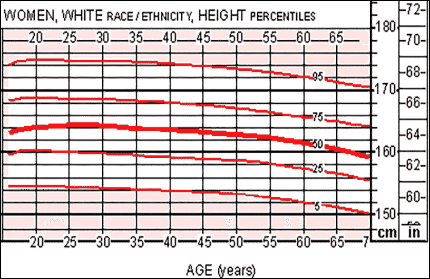 WOMEN, WHITE RACE/ETHNICITY, HEIGHT PERCENTILES
20 25 30 35 40 45 50 55 60 65
180
170
160
150
cm
72
70
68
66
64
62
60
in
95
75
50
25
5
20 25 30 35 40 45 50 55 60 65 7
AGE (years)